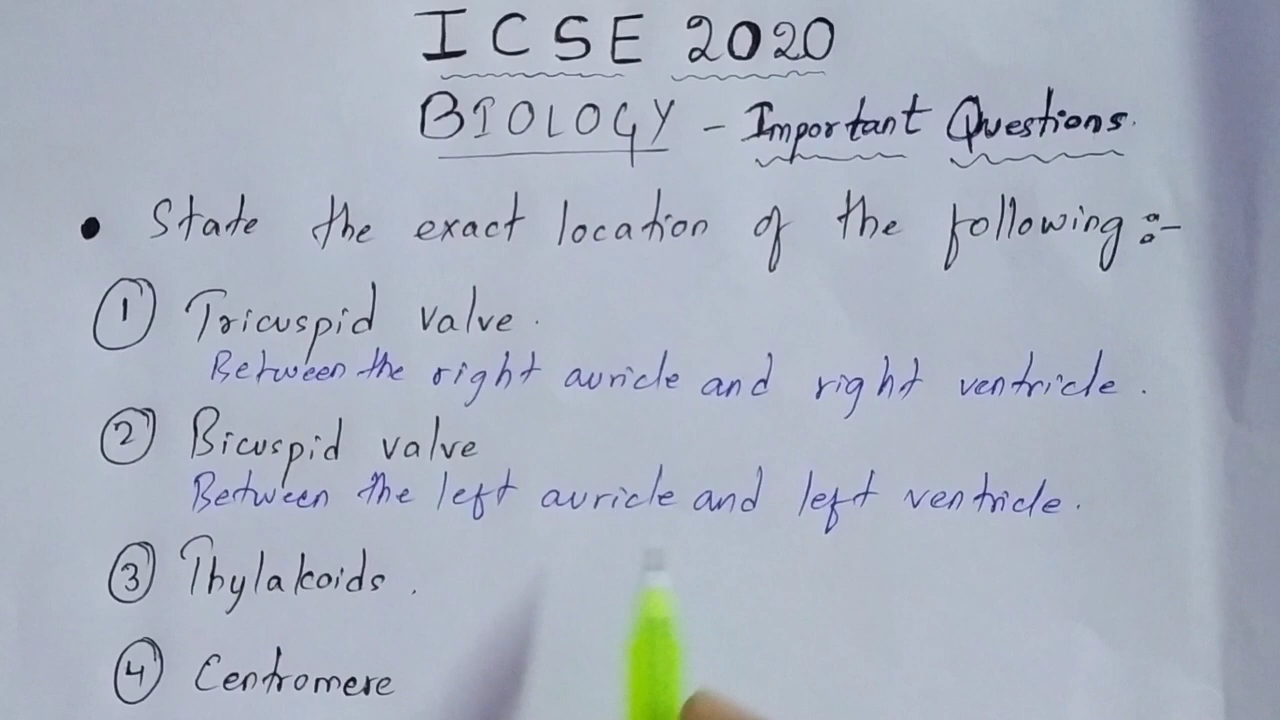 ICSE 2020
BIOLOGY - Important Questions.
• State the exact location of the following :-
① Tricuspid valve.
Between the right auricle and right ventricle.
② Bicuspid valve
Between the left auricle and left ventricle.
③ Thylakoids.
④ Centromere